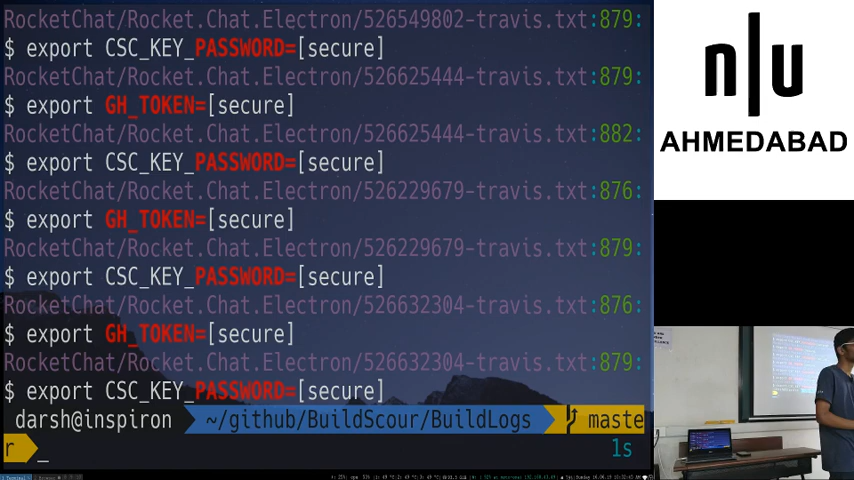 RocketChat/Rocket.Chat.Electron/526549802-travis.txt:879:
$ export CSC_KEY_PASSWORD=[secure]
RocketChat/Rocket.Chat.Electron/526625444-travis.txt:879:
$ export GH_TOKEN=[secure]
RocketChat/Rocket.Chat.Electron/526625444-travis.txt:882:
$ export CSC_KEY_PASSWORD=[secure]
RocketChat/Rocket.Chat.Electron/526229679-travis.txt:876:
$ export GH_TOKEN=[secure]
RocketChat/Rocket.Chat.Electron/526229679-travis.txt:879:
$ export CSC_KEY_PASSWORD=[secure]
RocketChat/Rocket.Chat.Electron/526632304-travis.txt:876:
$ export GH_TOKEN=[secure]
RocketChat/Rocket.Chat.Electron/526632304-travis.txt:879:
$ export CSC_KEY_PASSWORD=[secure]
darsh@inspiron ~/github/BuildScour/BuildLogs maste
r _ 1s
n|u
AHMEDABAD